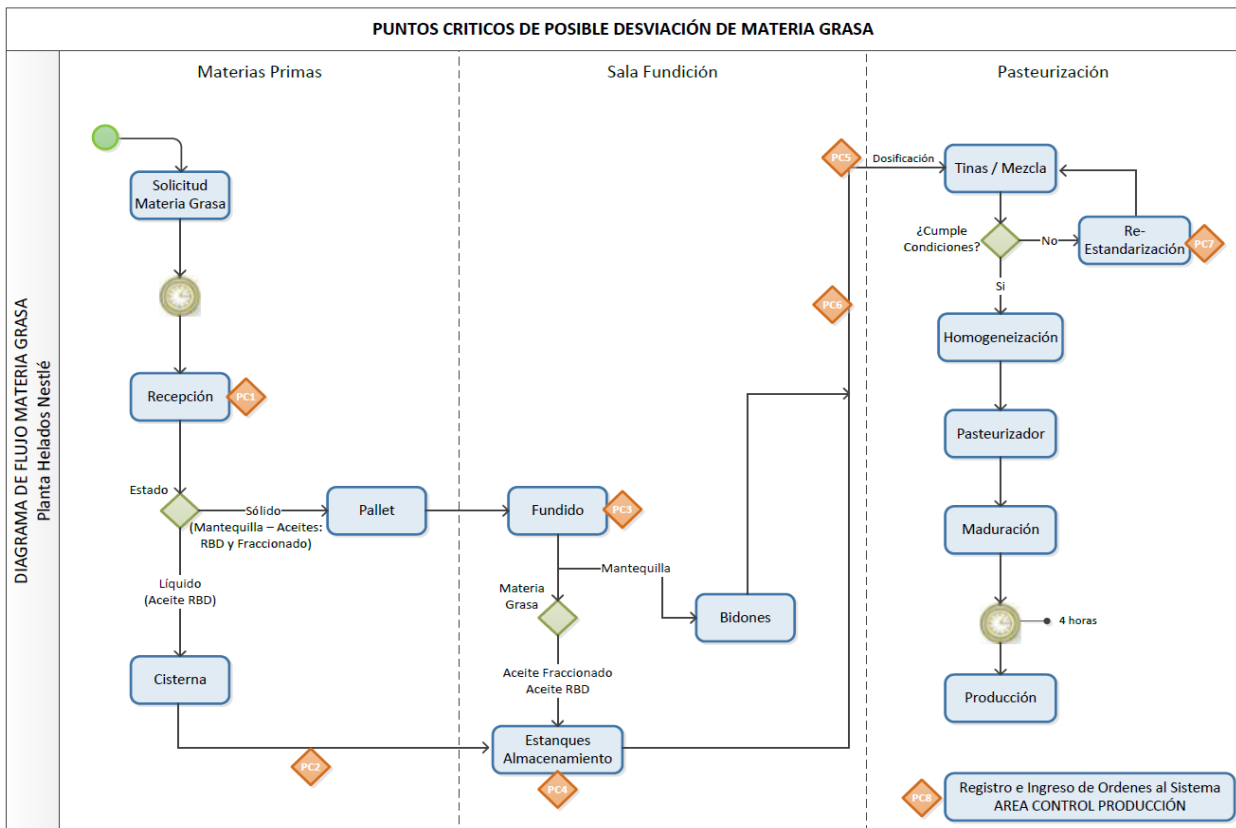 PUNTOS CRITICOS DE POSIBLE DESVIACIÓN DE MATERIA GRASA
DIAGRAMA DE FLUJO MATERIA GRASA
Planta Helados Nestlé
Materias Primas
Solicitud
Materia Grasa
Recepción
PC1
Estado
Sólido
(Mantequilla – Aceites:
RBD y Fraccionado)
Pallet
Líquido
(Aceite RBD)
Cisterna
PC2
Sala Fundición
Fundido
PC3
Mantequilla
Materia
Grasa
Bidones
Aceite Fraccionado
Aceite RBD
Estanques
Almacenamiento
PC4
PC5
PC6
Pasteurización
Dosificación
Tinas / Mezcla
¿Cumple
Condiciones?
No
Re-
Estandarización
PC7
Si
Homogeneización
Pasteurizador
Maduración
4 horas
Producción
PC8
Registro e Ingreso de Ordenes al Sistema
AREA CONTROL PRODUCCIÓN